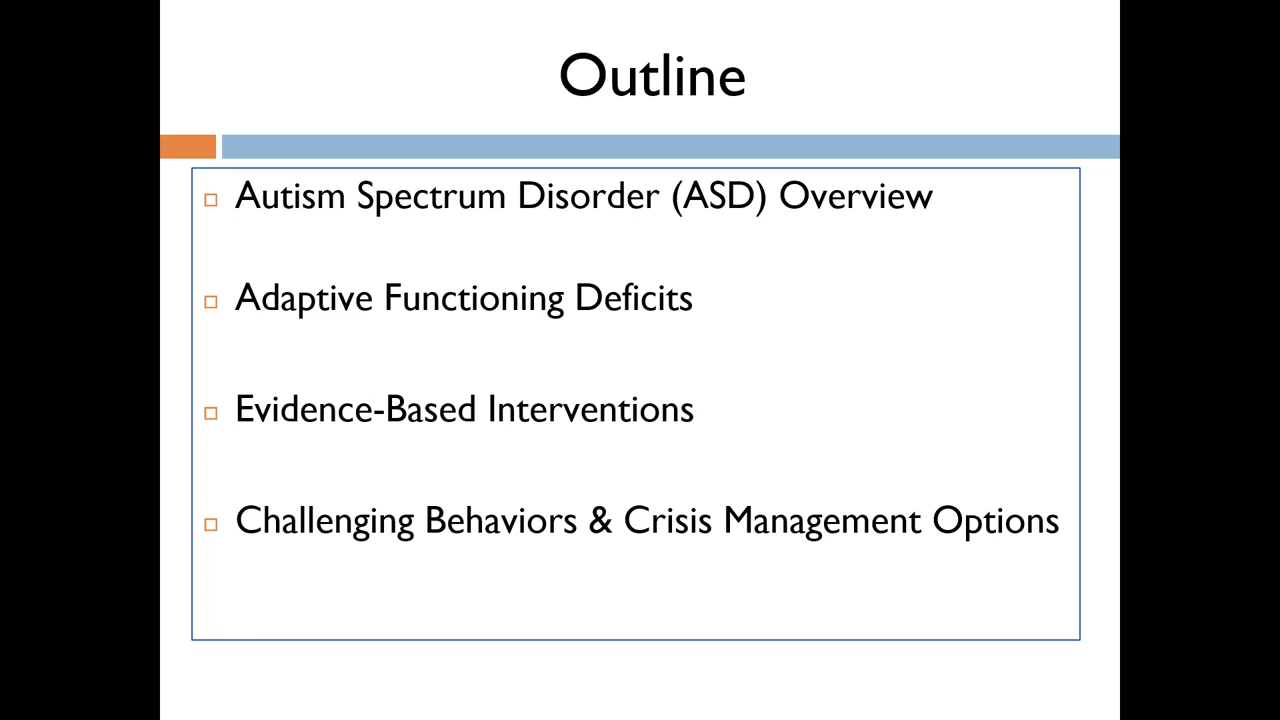 Outline
Autism Spectrum Disorder (ASD) Overview
Adaptive Functioning Deficits
Evidence-Based Interventions
Challenging Behaviors & Crisis Management Options